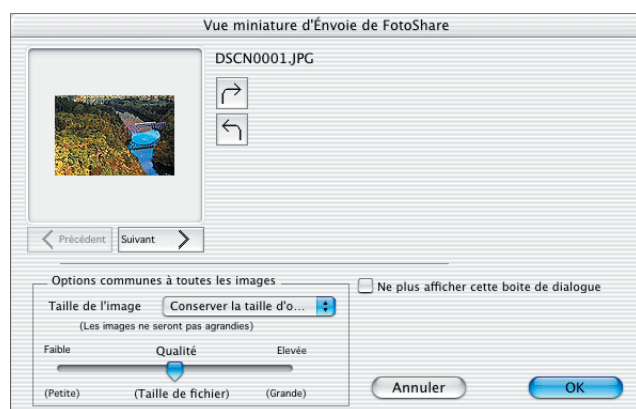 Vue miniature d'Énvoie de FotoShare
DSCN0001.JPG
Précédent
Suivant
Options communes à toutes les images
Taille de l'image
Conserver la taille d'o...
(Les images ne seront pas agrandies)
Faible Qualité Elevée
(Petite) (Taille de fichier) (Grande)
Ne plus afficher cette boite de dialogue
Annuler
OK